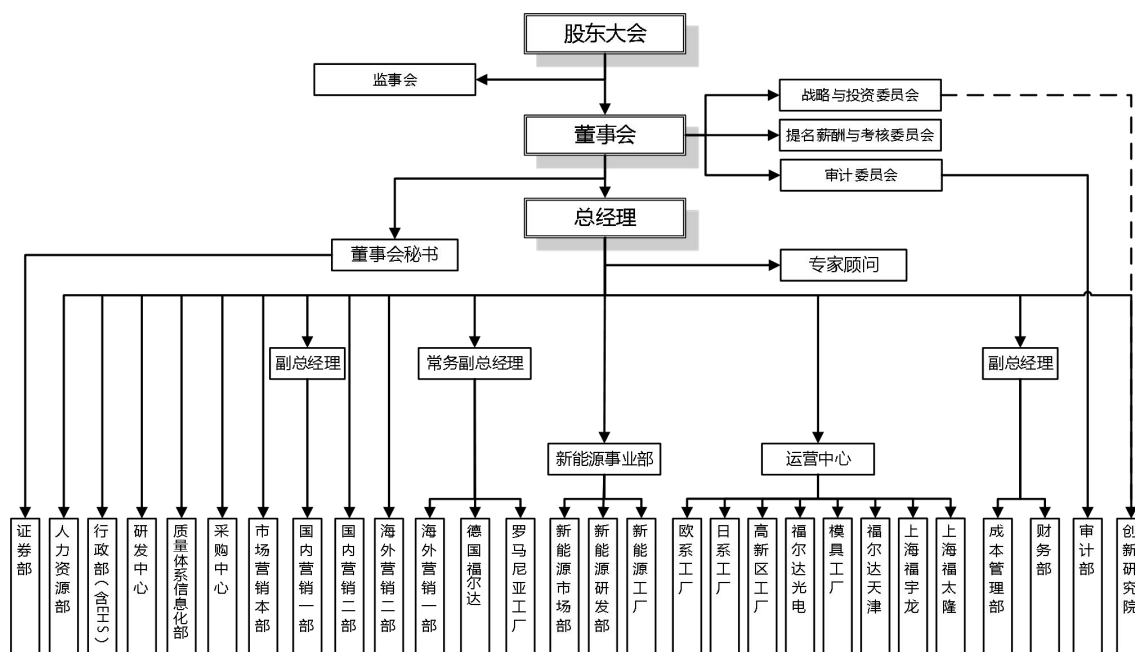 股东大会
监事会
战略与投资委员会
董事会
提名薪酬与考核委员会
审计委员会
总经理
董事会秘书
专家顾问
副总经理
常务副总经理
副总经理
新能源事业部
运营中心
证券部
人力资源部
行政部(含EHS)
研发中心
质量体系信息化部
采购中心
市场营销本部
国内营销一部
国内营销二部
海外营销二部
海外营销一部
德国福尔达
罗马尼亚工厂
新能源市场部
新能源研发部
新能源工厂
欧系工厂
日系工厂
高新区工厂
福尔达光电
模具工厂
福尔达天津
上海福宇龙
上海福太隆
成本管理部
财务部
审计部
创新研究院